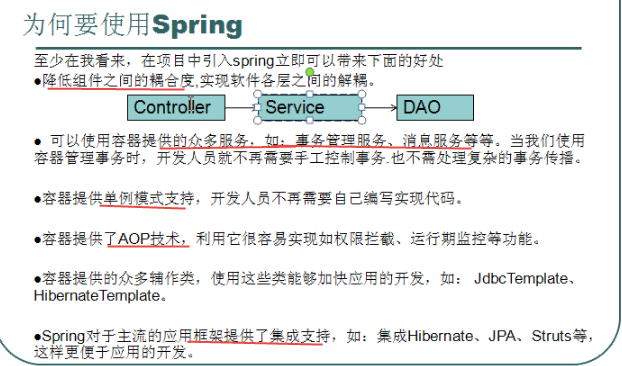 为何要使用Spring
至少在我看来，在项目中引入spring立即可以带来下面的好处
●降低组件之间的耦合度,实现软件各层之间的解耦。
Controller Service DAO
● 可以使用容器提供的众多服务，如：事务管理服务、消息服务等等。当我们使用
容器管理事务时，开发人员就不再需要手工控制事务.也不需处理复杂的事务传播。
●容器提供单例模式支持，开发人员不再需要自己编写实现代码。
●容器提供了AOP技术，利用它很容易实现如权限拦截、运行期监控等功能。
●容器提供的众多辅作类，使用这些类能够加快应用的开发，如： JdbcTemplate、
HibernateTemplate。
●Spring对于主流的应用框架提供了集成支持，如：集成Hibernate、JPA、Struts等，
这样更便于应用的开发。